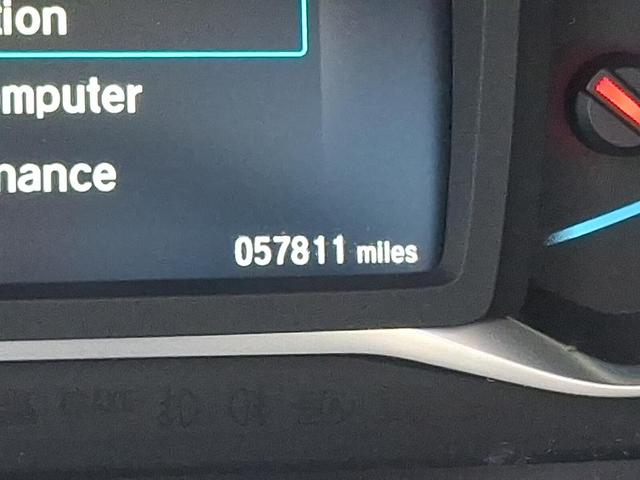 tion
mputer
nance
057811 miles